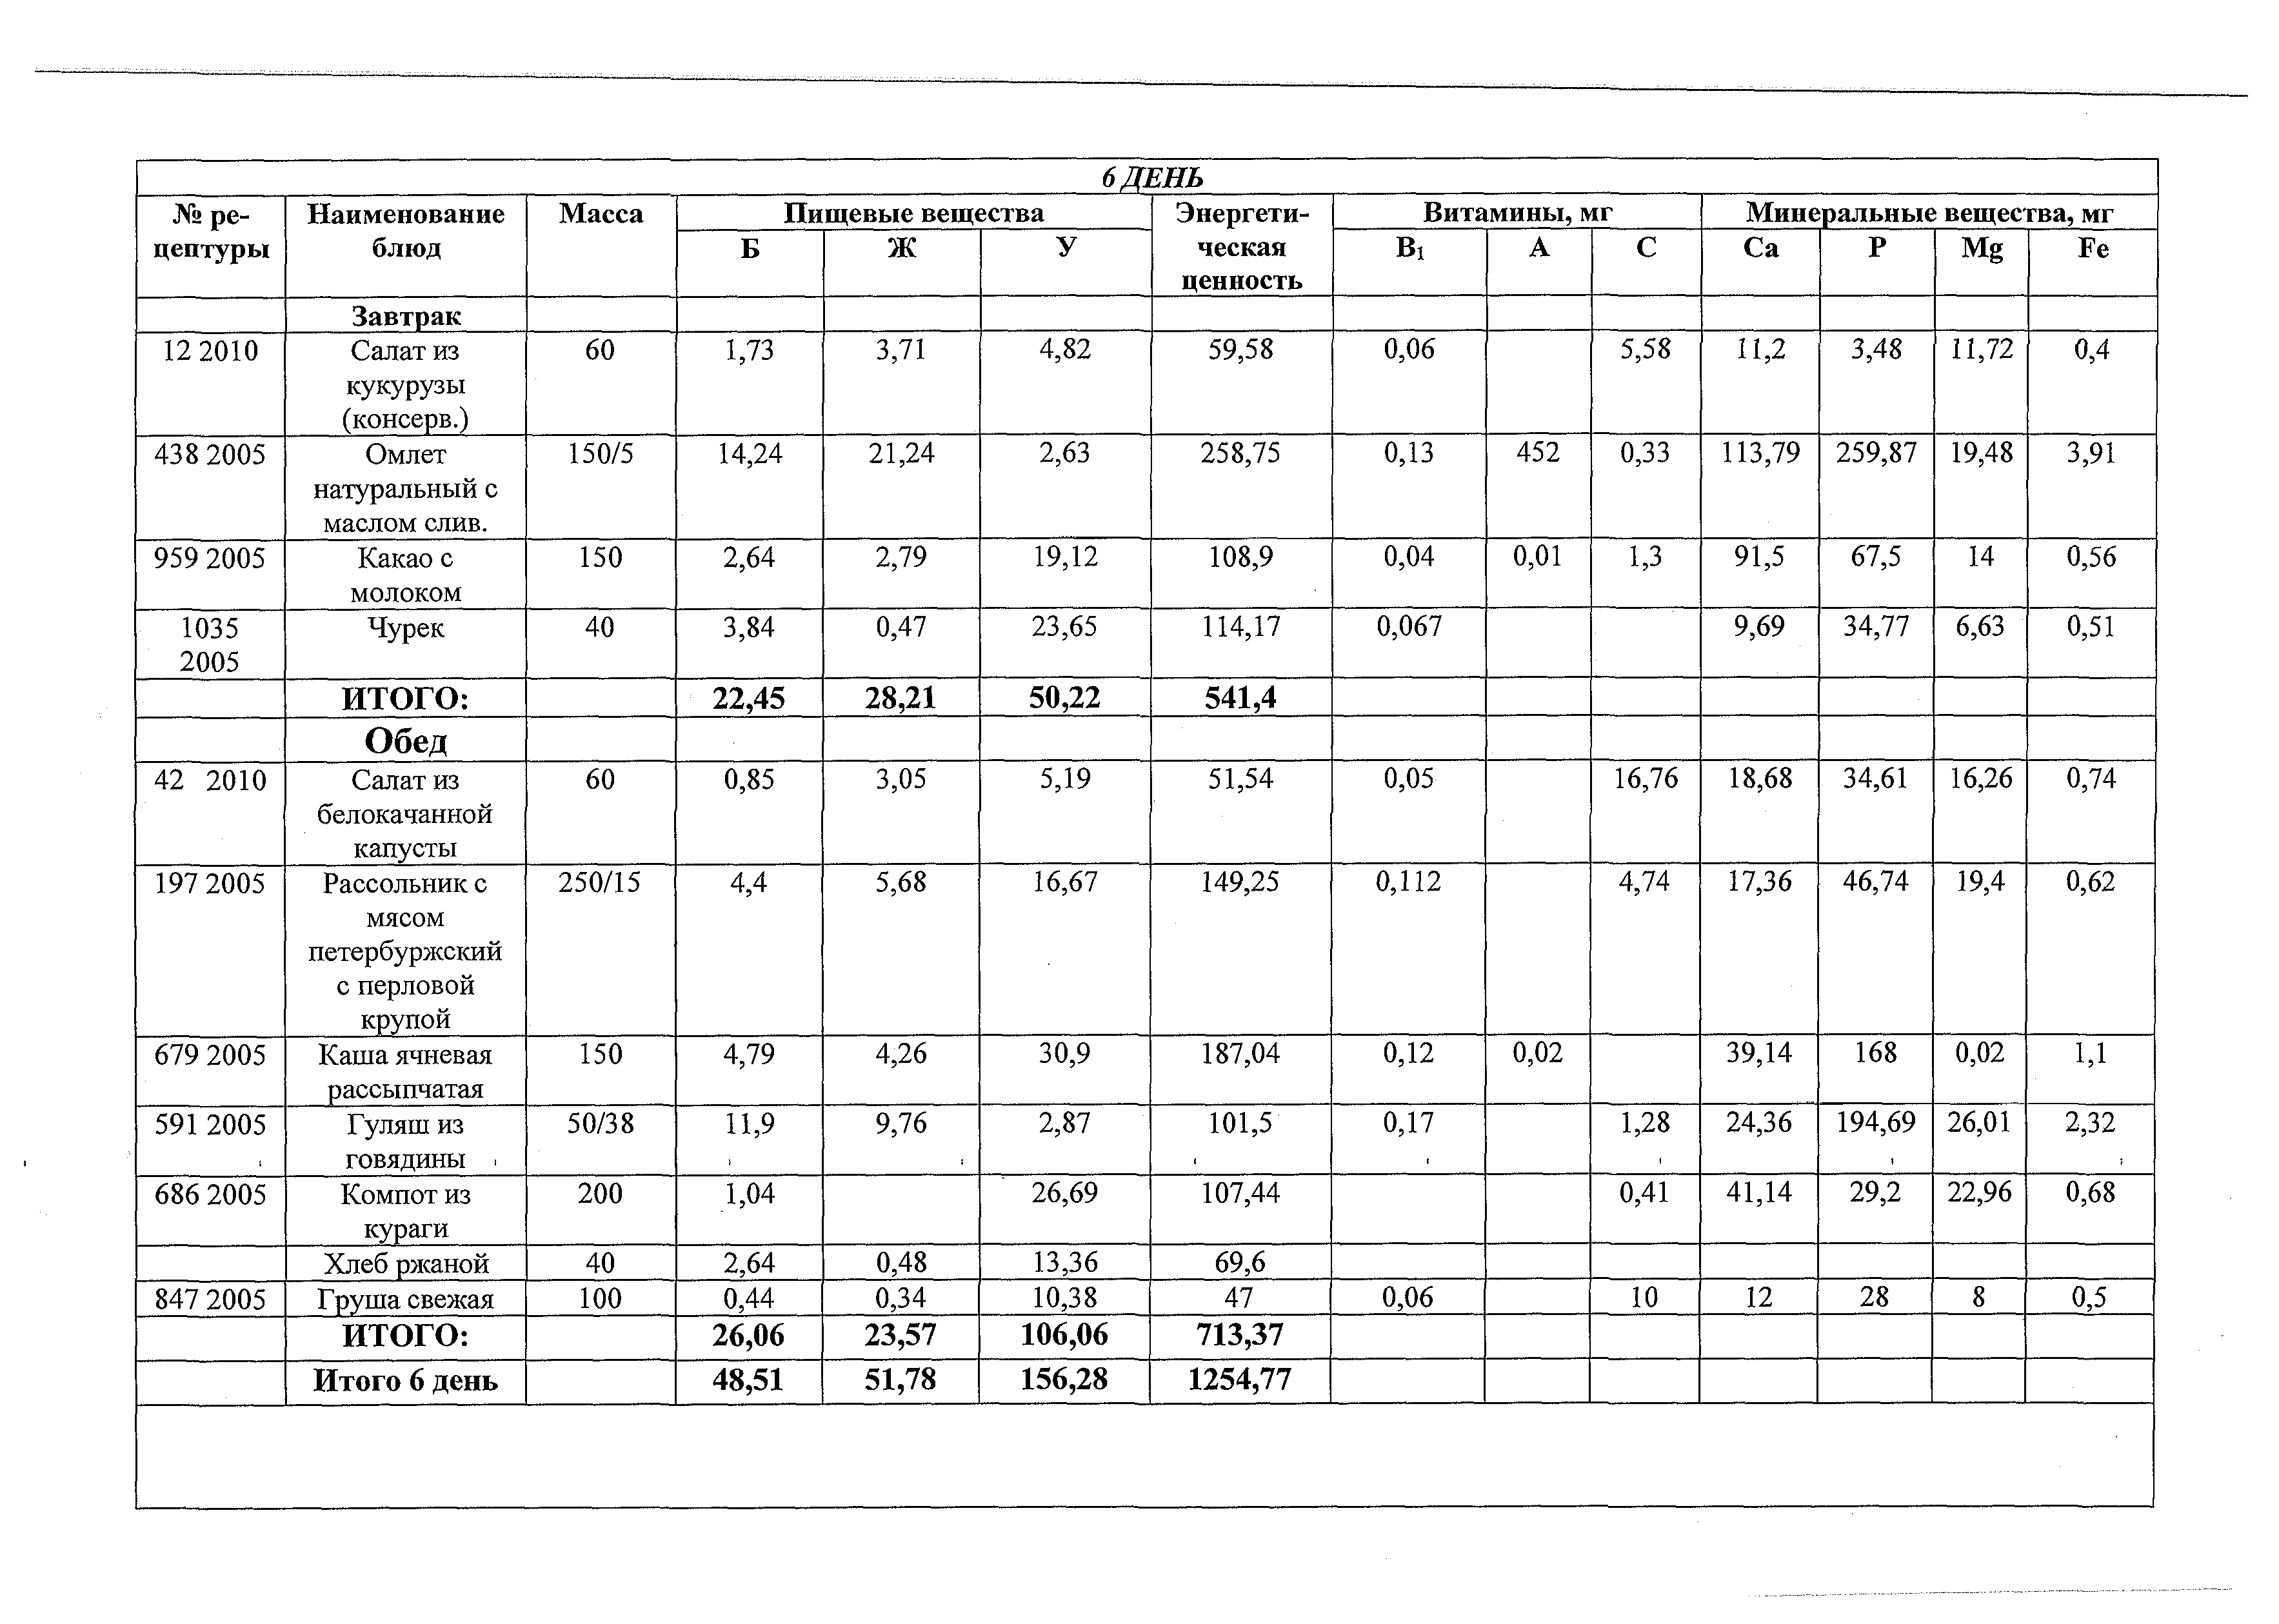 6 ДЕНЬ
№ ре- Наименование Масса Пищевые вещества Энергети- Витамины, мг Минеральные вещества, мг
цептуры блюд Б Ж У ческая B1 A C Ca P Mg Fe
ценность
Завтрак
12 2010 Салат из 60 1,73 3,71 4,82 59,58 0,06 5,58 11,2 3,48 11,72 0,4
кукурузы
(консерв.)
438 2005 Омлет 150/5 14,24 21,24 2,63 258,75 0,13 452 0,33 113,79 259,87 19,48 3,91
натуральный с
маслом слив.
959 2005 Какао с 150 2,64 2,79 19,12 108,9 0,04 0,01 1,3 91,5 67,5 14 0,56
молоком
1035 Чурек 40 3,84 0,47 23,65 114,17 0,067 9,69 34,77 6,63 0,51
2005
ИТОГО: 22,45 28,21 50,22 541,4
Обед
42 2010 Салат из 60 0,85 3,05 5,19 51,54 0,05 16,76 18,68 34,61 16,26 0,74
белокачанной
капусты
197 2005 Рассольник с 250/15 4,4 5,68 16,67 149,25 0,112 4,74 17,36 46,74 19,4 0,62
мясом
петербуржский
с перловой
крупой
679 2005 Каша ячневая 150 4,79 4,26 30,9 187,04 0,12 0,02 39,14 168 0,02 1,1
рассыпчатая
591 2005 Гуляш из 50/38 11,9 9,76 2,87 101,5 0,17 1,28 24,36 194,69 26,01 2,32
говядины
686 2005 Компот из 200 1,04 26,69 107,44 0,41 41,14 29,2 22,96 0,68
кураги
Хлеб ржаной 40 2,64 0,48 13,36 69,6
847 2005 Груша свежая 100 0,44 0,34 10,38 47 0,06 10 12 28 8 0,5
ИТОГО: 26,06 23,57 106,06 713,37
Итого 6 день 48,51 51,78 156,28 1254,77